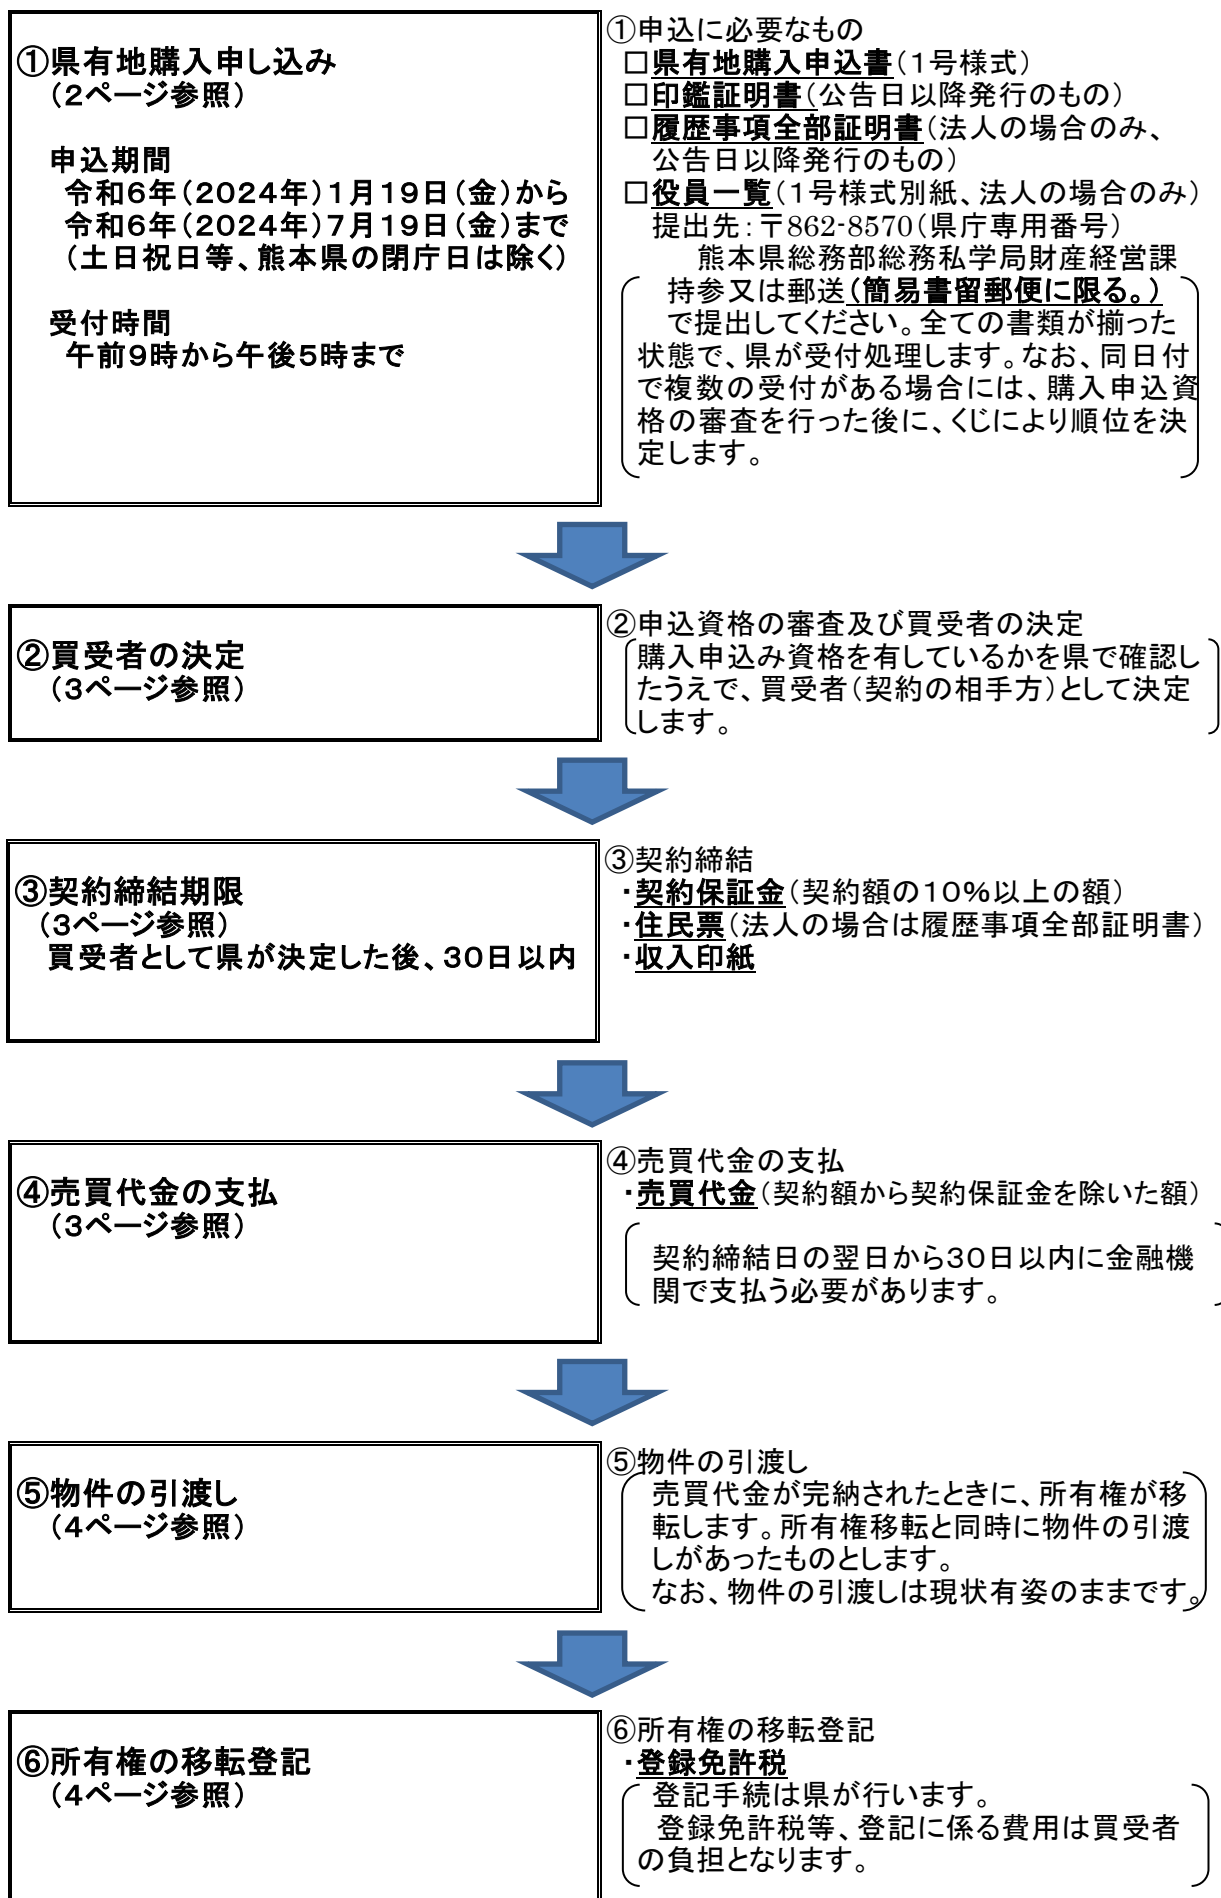 ①県有地購入申し込み
（２ページ参照）
申込期間
令和６年（２０２４年）１月１９日（金）から
令和６年（２０２４年）７月１９日（金）まで
（土日祝日等、熊本県の閉庁日は除く）
受付時間
午前９時から午後５時まで
①申込に必要なもの
□県有地購入申込書（１号様式）
□印鑑証明書（公告日以降発行のもの）
□履歴事項全部証明書（法人の場合のみ、
公告日以降発行のもの）
□役員一覧（１号様式別紙、法人の場合のみ）
提出先：〒862-8570（県庁専用番号）
熊本県総務部総務私学局財産経営課
持参又は郵送（簡易書留郵便に限る。）
で提出してください。全ての書類が揃った
状態で、県が受付処理します。なお、同日付
で複数の受付がある場合には、購入申込資
格の審査を行った後に、くじにより順位を決
定します。
②買受者の決定
（３ページ参照）
②申込資格の審査及び買受者の決定
購入申込み資格を有しているかを県で確認し
たうえで、買受者（契約の相手方）として決定
します。
③契約締結期限
（３ページ参照）
買受者として県が決定した後、３０日以内
③契約締結
・契約保証金（契約額の１０％以上の額）
・住民票（法人の場合は履歴事項全部証明書）
・収入印紙
④売買代金の支払
（３ページ参照）
④売買代金の支払
・売買代金（契約額から契約保証金を除いた額）
契約締結日の翌日から３０日以内に金融機
関で支払う必要があります。
⑤物件の引渡し
（４ページ参照）
⑤物件の引渡し
売買代金が完納されたときに、所有権が移
転します。所有権移転と同時に物件の引渡
しがあったものとします。
なお、物件の引渡しは現状有姿のままです。
⑥所有権の移転登記
（４ページ参照）
⑥所有権の移転登記
・登録免許税
登記手続は県が行います。
登録免許税等、登記に係る費用は買受者
の負担となります。